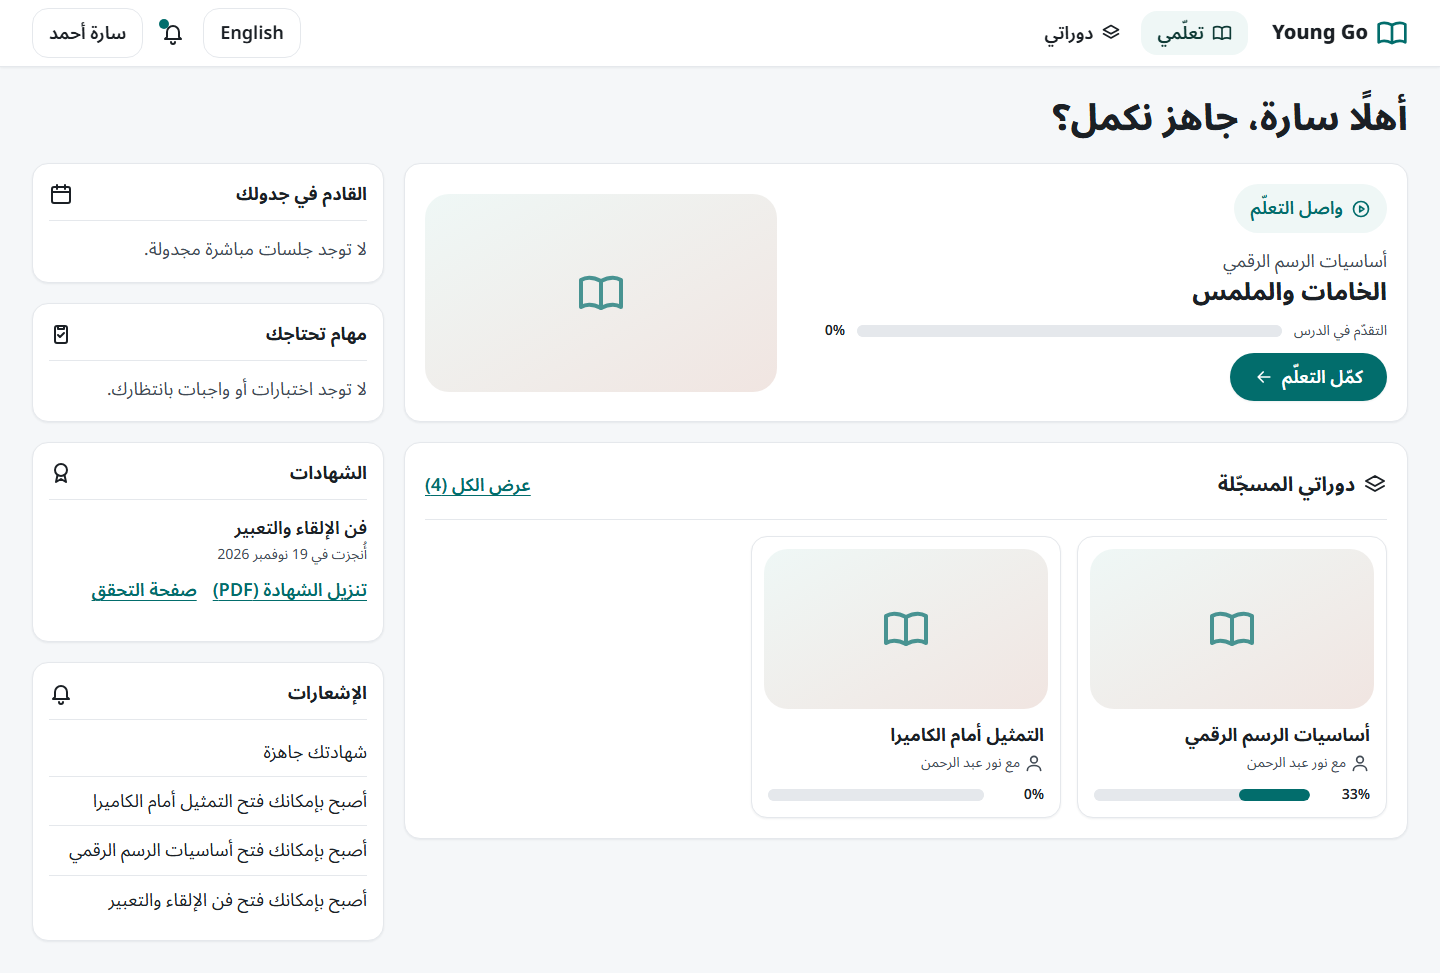 Young Go
تعلّمي
دوراتي
English
سارة أحمد
أهلًا سارة، جاهز نكمل؟
واصل التعلّم
أساسيات الرسم الرقمي
الخامات والملمس
التقدّم في الدرس
0%
كمّل التعلّم ←
دوراتي المسجّلة
عرض الكل (4)
أساسيات الرسم الرقمي
مع نور عبد الرحمن
33%
التمثيل أمام الكاميرا
مع نور عبد الرحمن
0%
القادم في جدولك
لا توجد جلسات مباشرة مجدولة.
مهام تحتاجك
لا توجد اختبارات أو واجبات بانتظارك.
الشهادات
فن الإلقاء والتعبير
أُنجزت في 19 نوفمبر 2026
تنزيل الشهادة (PDF) صفحة التحقق
الإشعارات
شهادتك جاهزة
أصبح بإمكانك فتح التمثيل أمام الكاميرا
أصبح بإمكانك فتح أساسيات الرسم الرقمي
أصبح بإمكانك فتح فن الإلقاء والتعبير